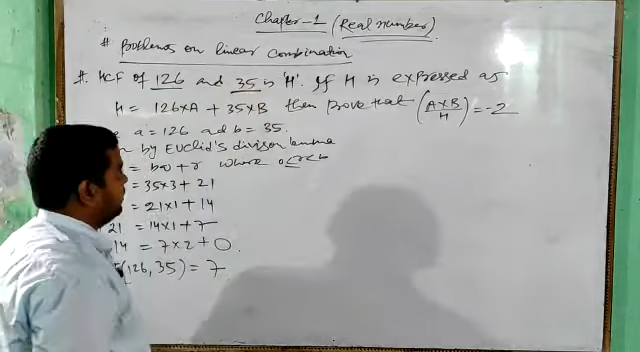 Chapter-1 (Real number).
# Problems on linear Combination
#. HCF of 126 and 35 is 'H'. If H is expressed as
H = 126×A + 35×B then prove that (A×B/H) = -2
a = 126 and b = 35.
by Euclid's divison lemma
= bq + r where 0≤r<b
= 35×3 + 21
= 21×1 + 14
21 = 14×1 + 7
14 = 7×2 + 0.
(126, 35) = 7